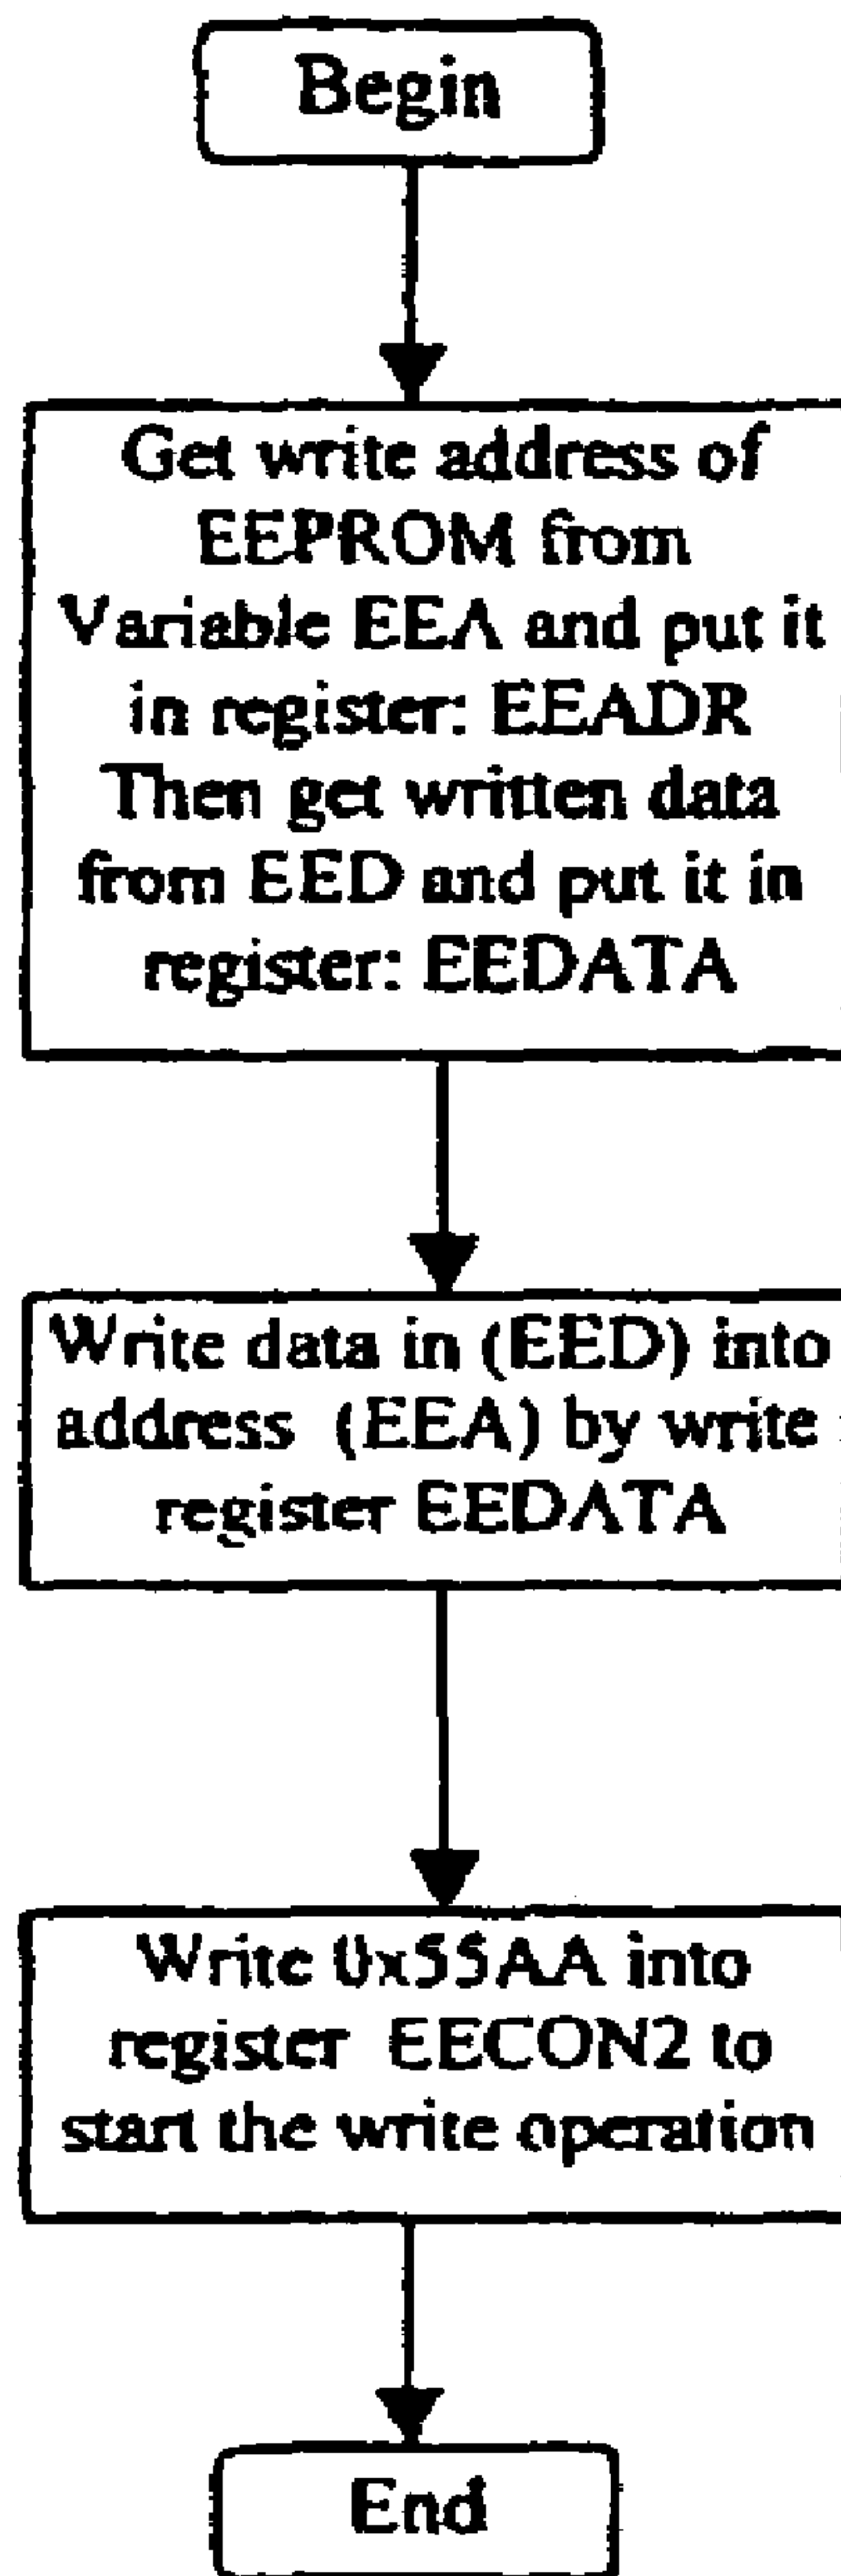 Begin
Get write address of
EEPROM from
Variable EEA and put it
in register: EEADR
Then get written data
from EED and put it in
register: EEDATA
Write data in (EED) into
address (EEA) by write
register EEDATA
Write 0x55AA into
register EECON2 to
start the write operation
End